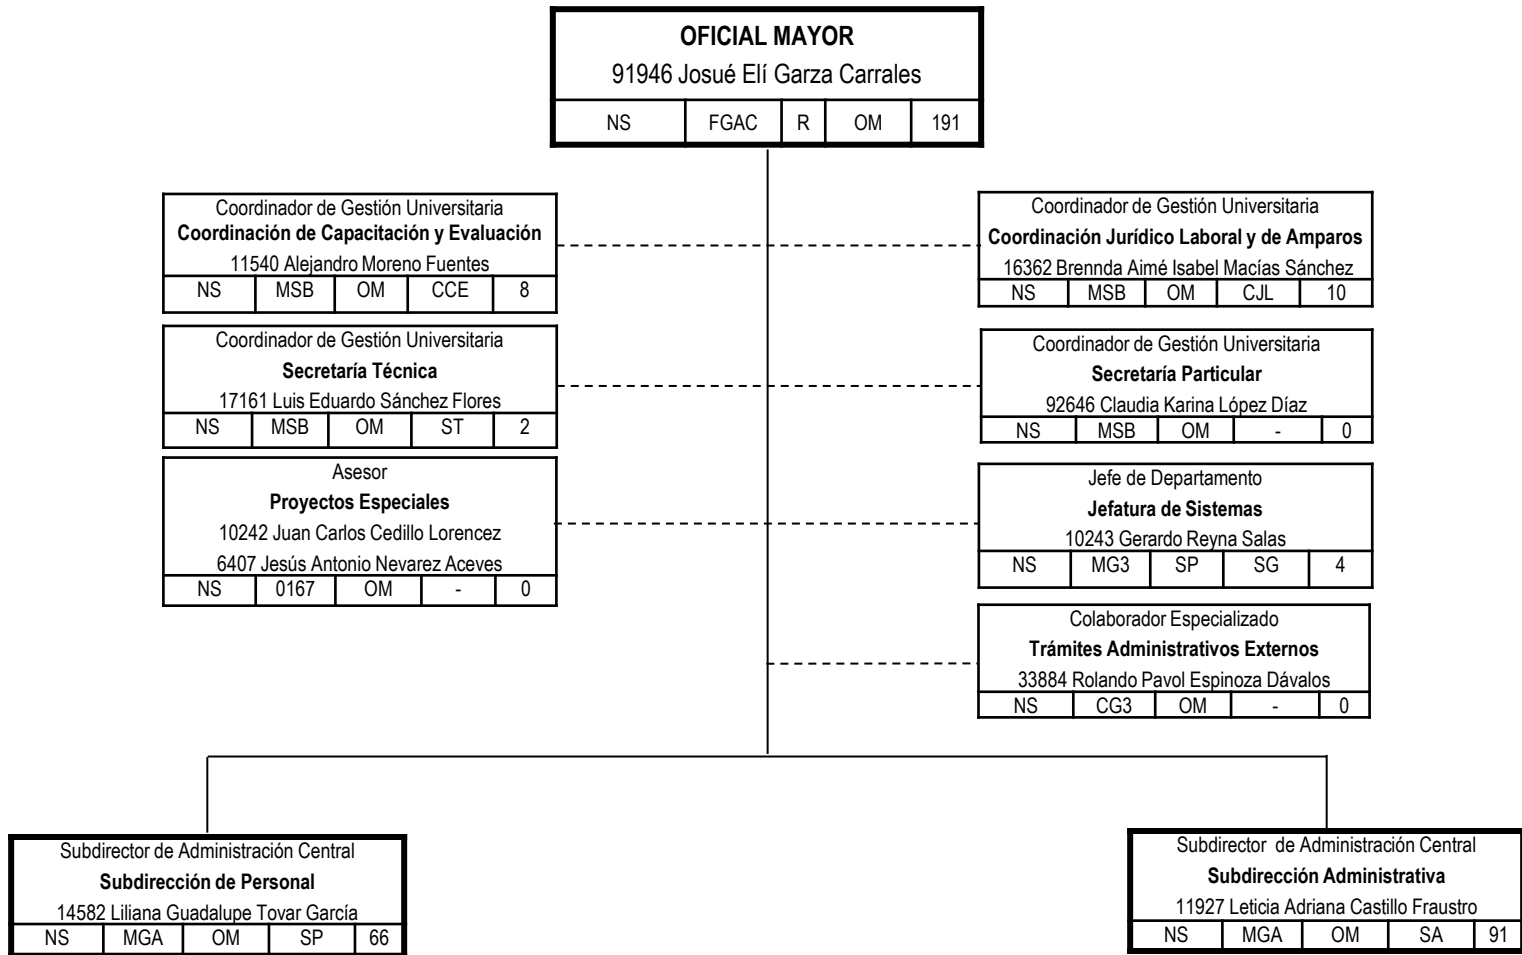 OFICIAL MAYOR
91946 Josué Elí Garza Carrales
NS FGAC R OM 191
Coordinador de Gestión Universitaria
Coordinación de Capacitación y Evaluación
11540 Alejandro Moreno Fuentes
NS MSB OM CCE 8
Coordinador de Gestión Universitaria
Coordinación Jurídico Laboral y de Amparos
16362 Brennda Aimé Isabel Macías Sánchez
NS MSB OM CJL 10
Coordinador de Gestión Universitaria
Secretaría Técnica
17161 Luis Eduardo Sánchez Flores
NS MSB OM ST 2
Coordinador de Gestión Universitaria
Secretaría Particular
92646 Claudia Karina López Díaz
NS MSB OM - 0
Asesor
Proyectos Especiales
10242 Juan Carlos Cedillo Lorencez
6407 Jesús Antonio Nevarez Aceves
NS 0167 OM - 0
Jefe de Departamento
Jefatura de Sistemas
10243 Gerardo Reyna Salas
NS MG3 SP SG 4
Colaborador Especializado
Trámites Administrativos Externos
33884 Rolando Pavol Espinoza Dávalos
NS CG3 OM - 0
Subdirector de Administración Central
Subdirección de Personal
14582 Liliana Guadalupe Tovar García
NS MGA OM SP 66
Subdirector de Administración Central
Subdirección Administrativa
11927 Leticia Adriana Castillo Fraustro
NS MGA OM SA 91